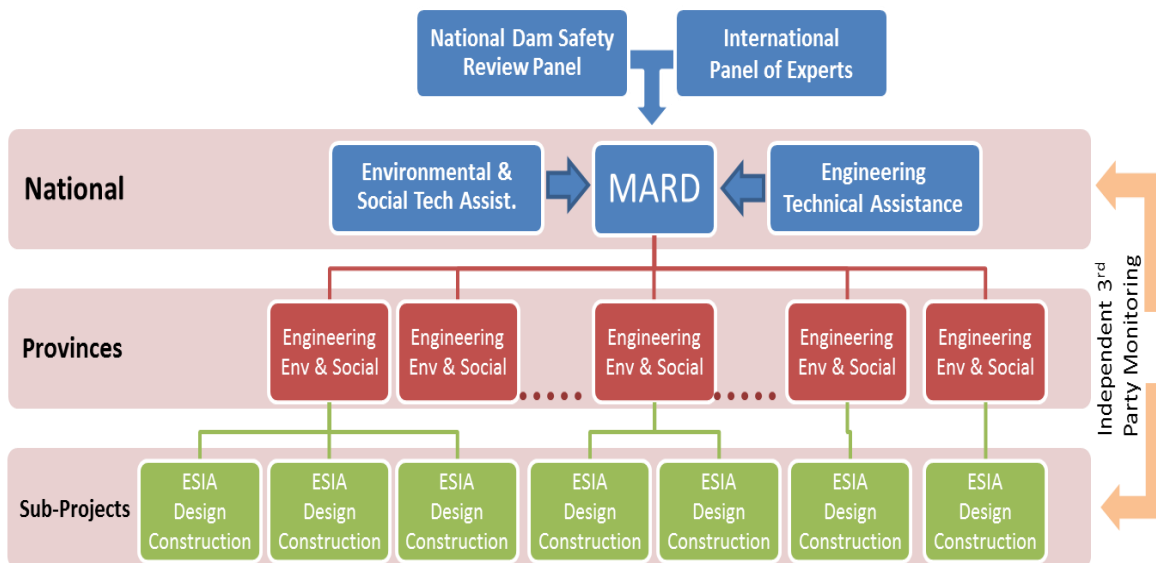 National Dam Safety
Review Panel
International
Panel of Experts
National
Environmental &
Social Tech Assist.
MARD
Engineering
Technical Assistance
Independent 3rd
Party Monitoring
Provinces
Engineering
Env & Social
Engineering
Env & Social
.....
Engineering
Env & Social
.....
Engineering
Env & Social
Engineering
Env & Social
Sub-Projects
ESIA
Design
Construction
ESIA
Design
Construction
ESIA
Design
Construction
ESIA
Design
Construction
ESIA
Design
Construction
ESIA
Design
Construction
ESIA
Design
Construction